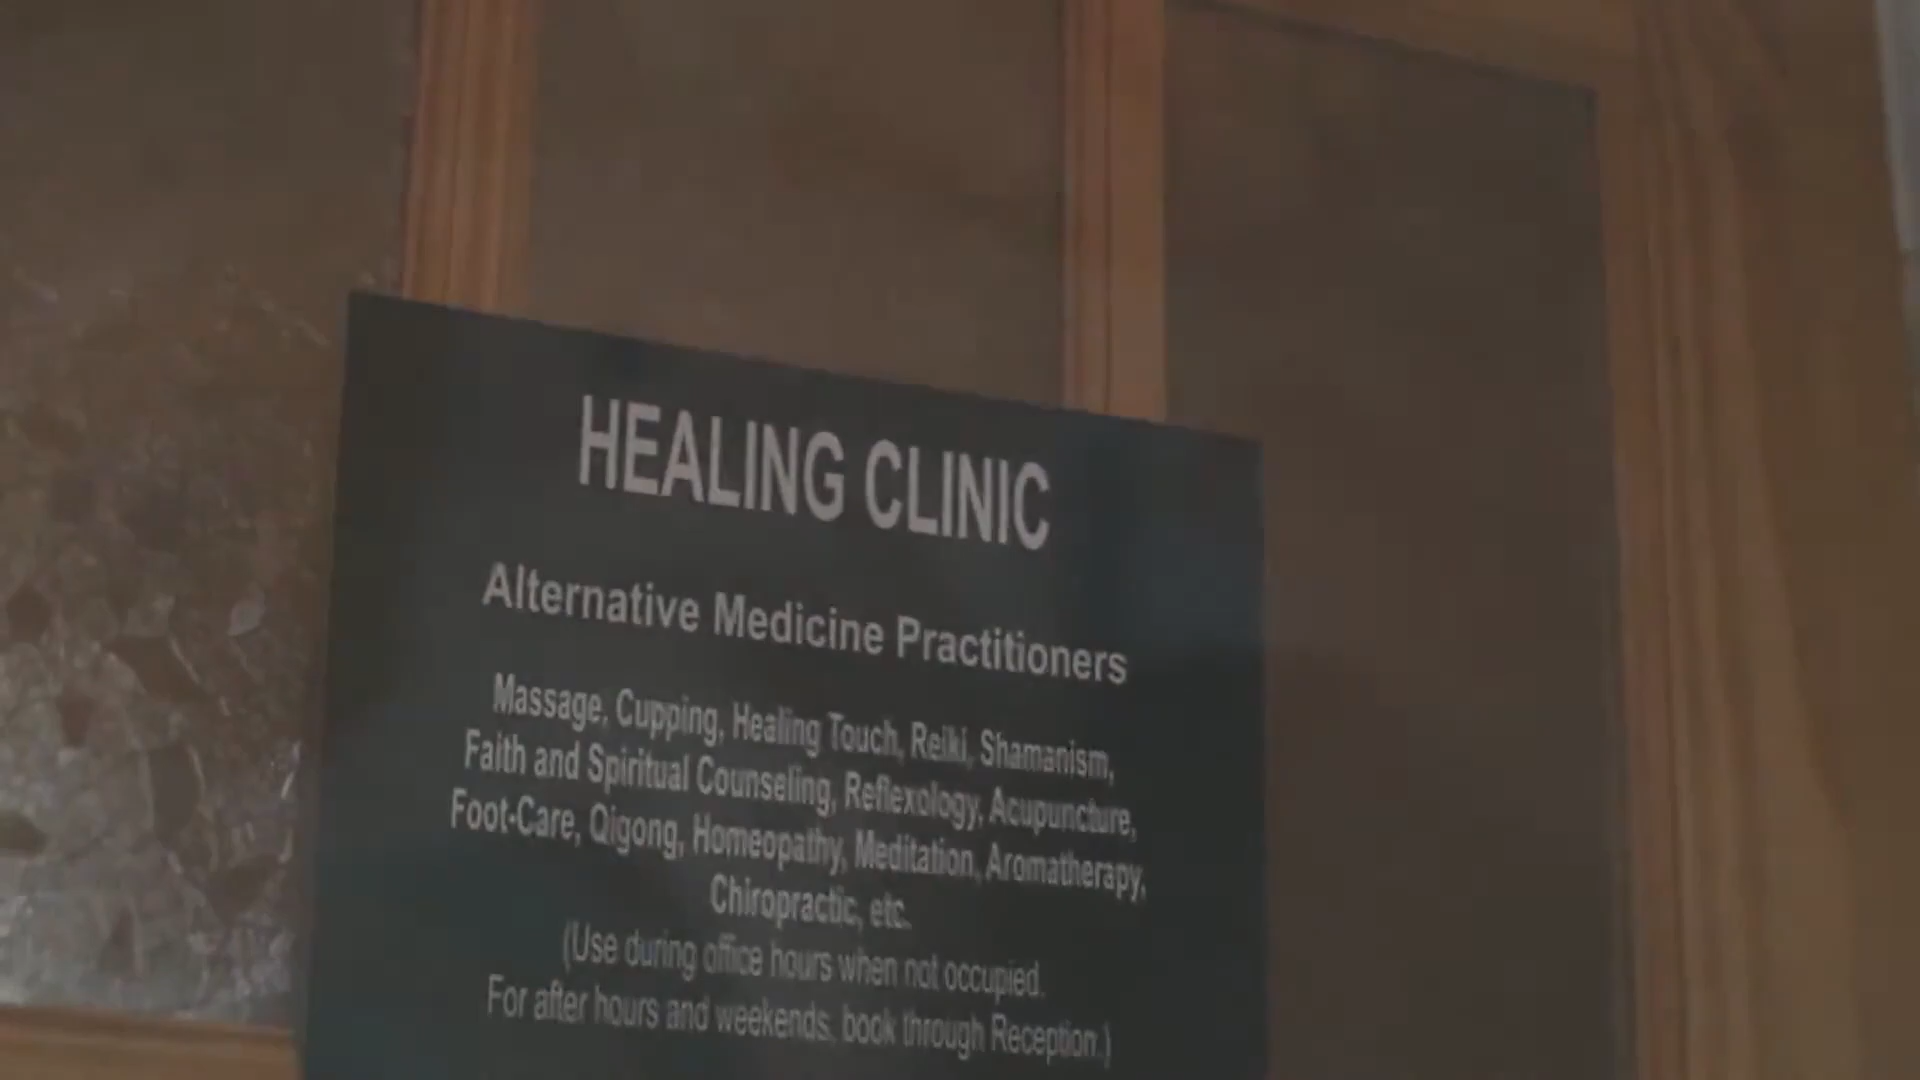 HEALING CLINIC
Alternative Medicine Practitioners
Massage, Cupping, Healing Touch, Reiki, Shamanism,
Faith and Spiritual Counseling, Reflexology, Acupuncture,
Foot-Care, Qigong, Homeopathy, Meditation, Aromatherapy,
Chiropractic, etc.
(Use during office hours when not occupied.
For after hours and weekends, book through Reception.)